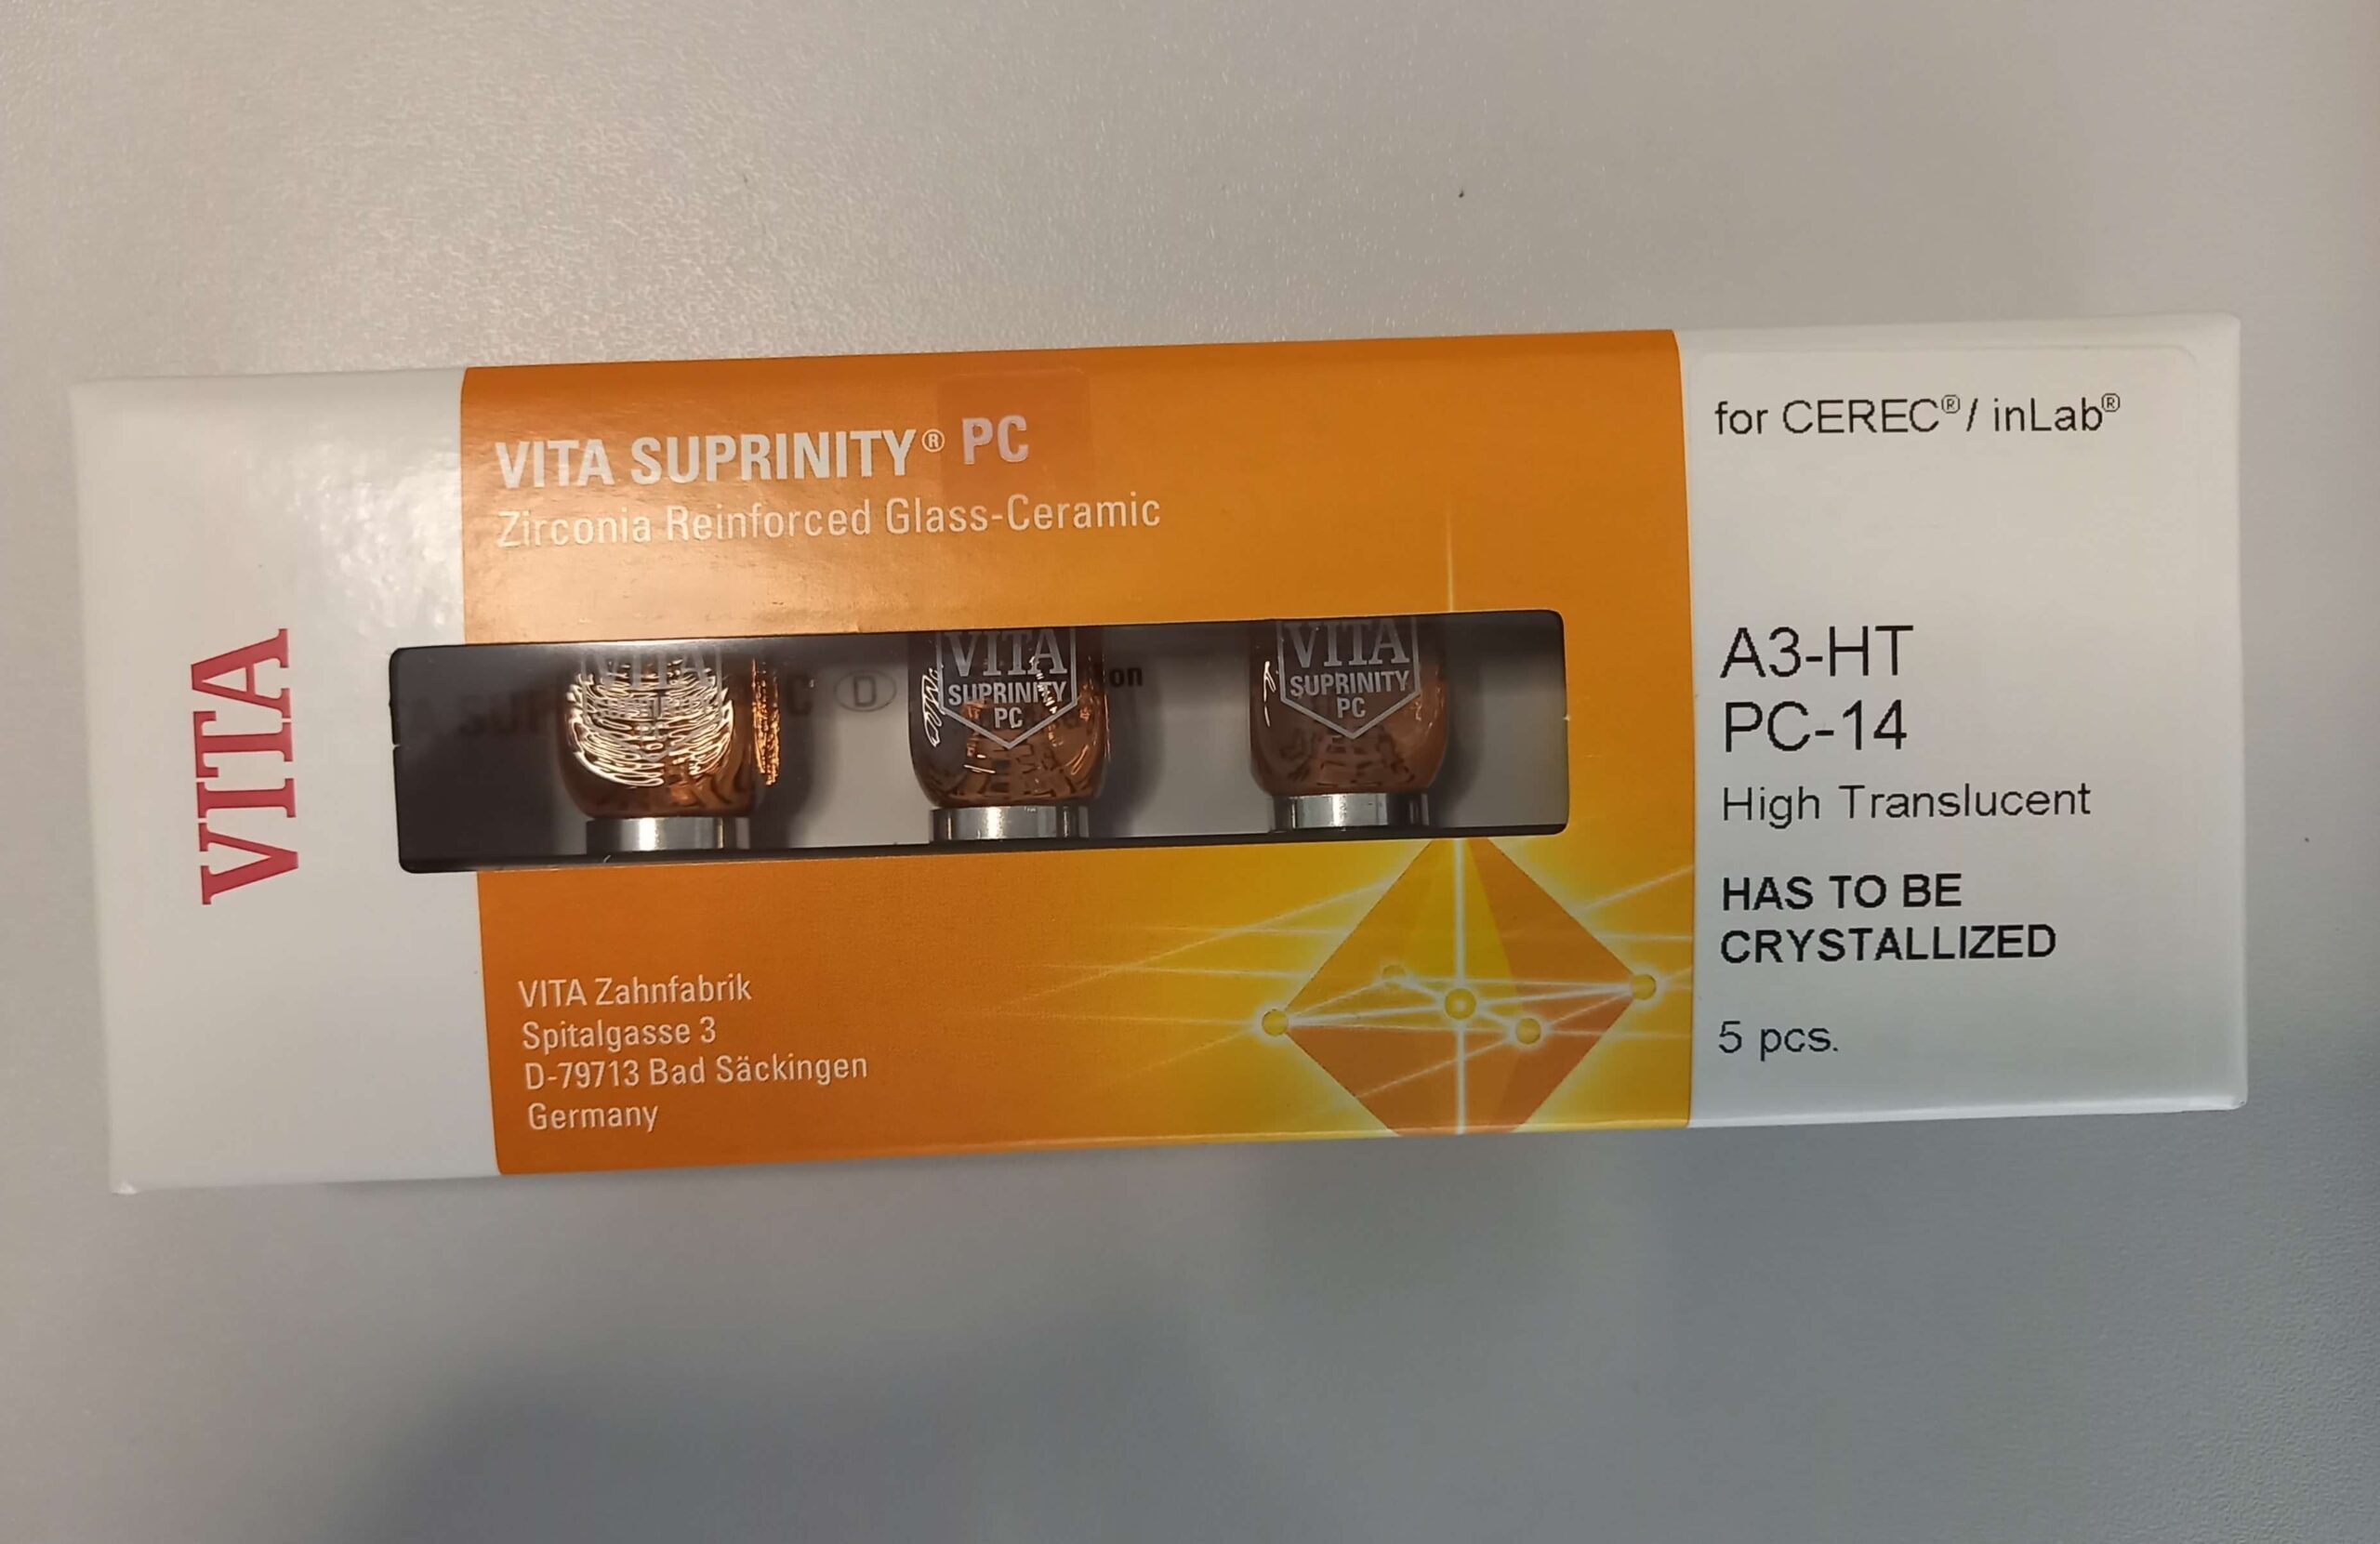 VITA
VITA SUPRINITY® PC
Zirconia Reinforced Glass-Ceramic
VITA
SUPRINITY
PC
VITA
SUPRINITY
PC
VITA Zahnfabrik
Spitalgasse 3
D-79713 Bad Säckingen
Germany
for CEREC®/ inLab®
A3-HT
PC-14
High Translucent
HAS TO BE
CRYSTALLIZED
5 pcs.